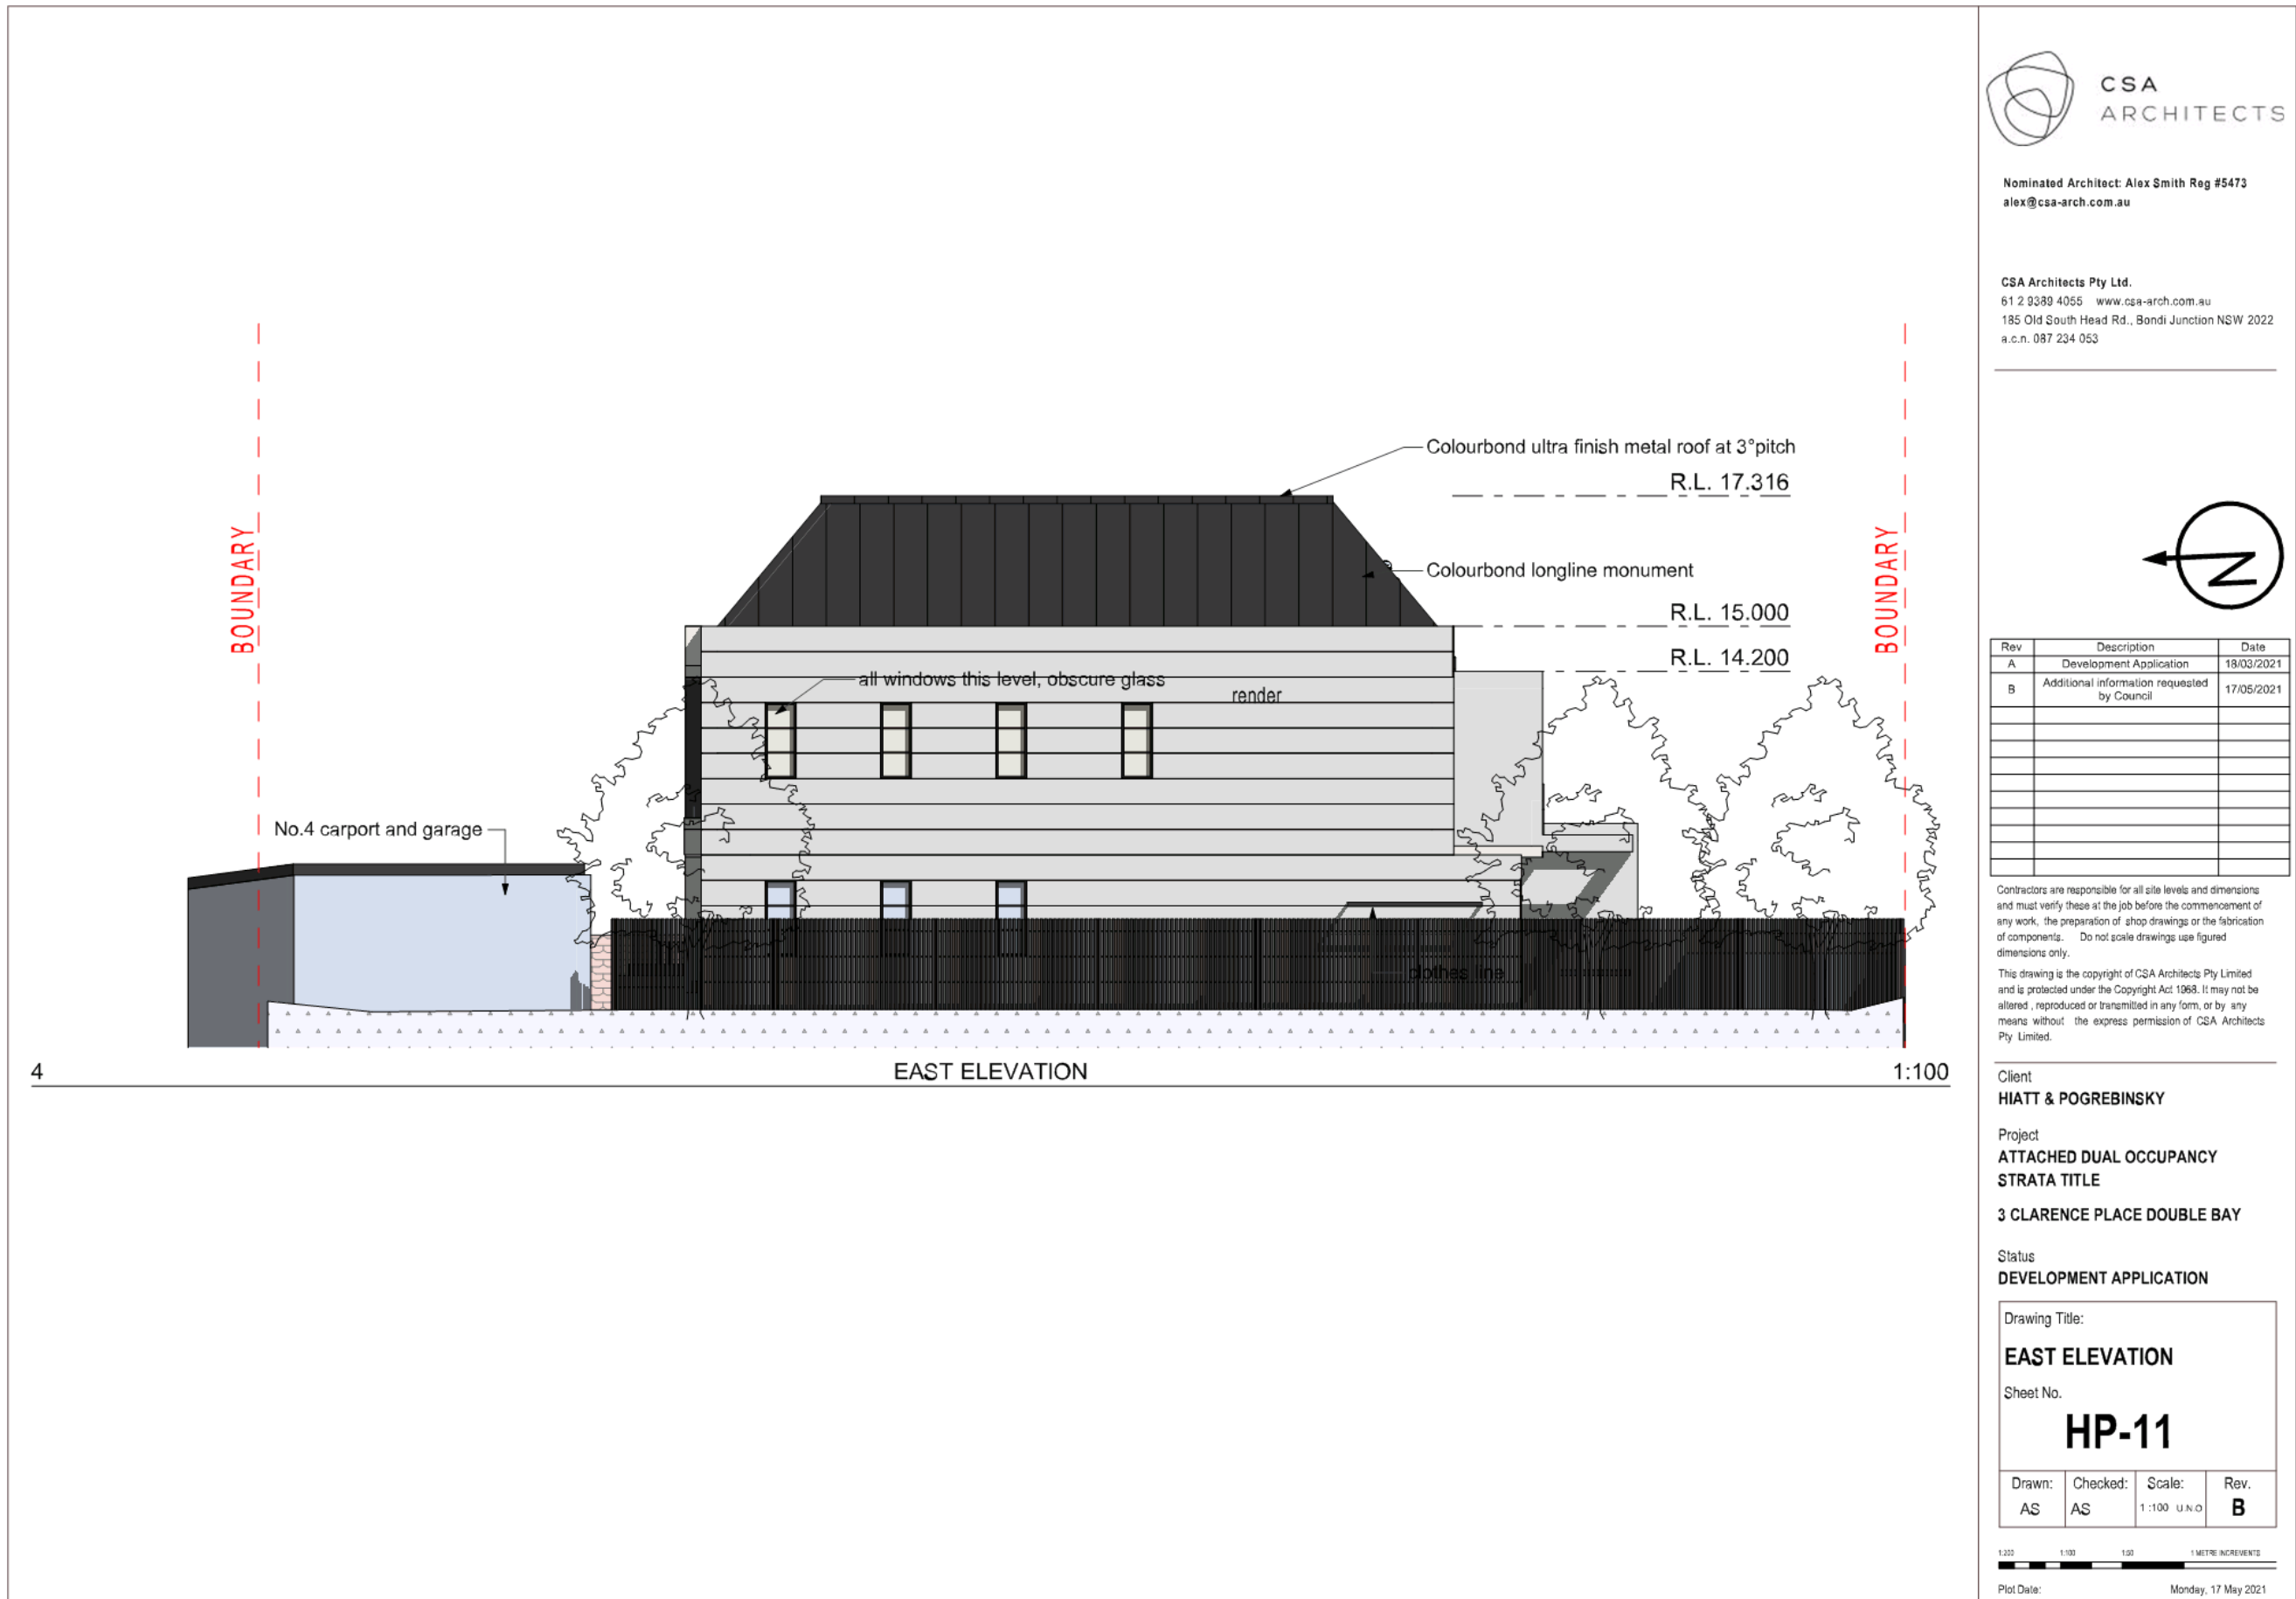 CSA
ARCHITECTS
Nominated Architect: Alex Smith Reg #5473
alex@csa-arch.com.au
CSA Architects Pty Ltd.
61 2 9389 4055 www.csa-arch.com.au
185 Old South Head Rd., Bondi Junction NSW 2022
a.c.n. 087 234 053
Colourbond ultra finish metal roof at 3°pitch
R.L. 17.316
BOUNDARY
BOUNDARY
Colourbond longline monument
R.L. 15.000
R.L. 14.200
all windows this level, obscure glass
render
No.4 carport and garage
clothes line
4 EAST ELEVATION 1:100
Z
Rev Description Date
A Development Application 18/03/2021
B Additional information requested by Council 17/05/2021
Contractors are responsible for all site levels and dimensions
and must verify these at the job before the commencement of
any work, the preparation of shop drawings or the fabrication
of components. Do not scale drawings use figured
dimensions only.
This drawing is the copyright of CSA Architects Pty Limited
and is protected under the Copyright Act 1968. It may not be
altered , reproduced or transmitted in any form, or by any
means without the express permission of CSA Architects
Pty Limited.
Client
HIATT & POGREBINSKY
Project
ATTACHED DUAL OCCUPANCY
STRATA TITLE
3 CLARENCE PLACE DOUBLE BAY
Status
DEVELOPMENT APPLICATION
Drawing Title:
EAST ELEVATION
Sheet No.
HP-11
Drawn: Checked: Scale: Rev.
AS AS 1:100 U.N.O B
1:200 1:100 1:50 1 METRE INCREMENTS
Plot Date: Monday, 17 May 2021